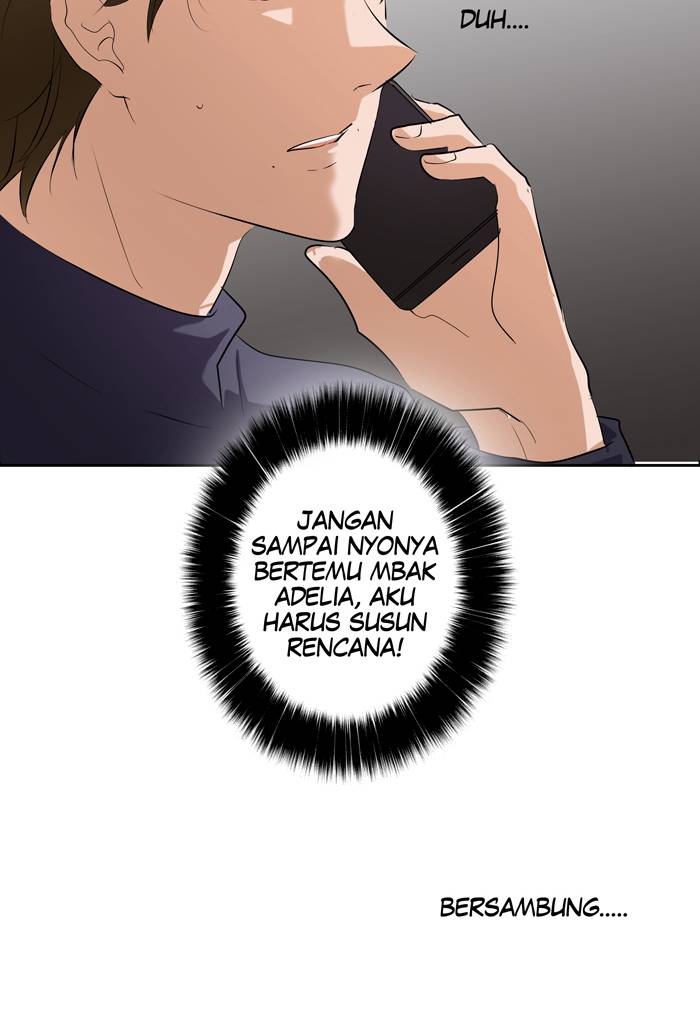 DUH....
JANGAN
SAMPAI NYONYA
BERTEMU MBAK
ADELIA, AKU
HARUS SUSUN
RENCANA!
BERSAMBUNG.....